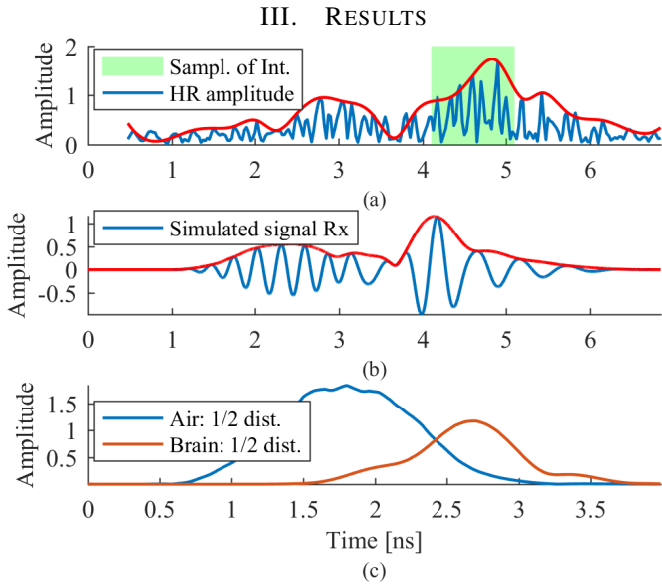 III. RESULTS
2
1
0
Amplitude
Sampl. of Int.
HR amplitude
0 1 2 3 4 5 6
(a)
1
0.5
0
-0.5
Amplitude
Simulated signal Rx
0 1 2 3 4 5 6
(b)
1.5
1
0.5
Amplitude
Air: 1/2 dist.
Brain: 1/2 dist.
0 0.5 1 1.5 2 2.5 3 3.5
Time [ns]
(c)